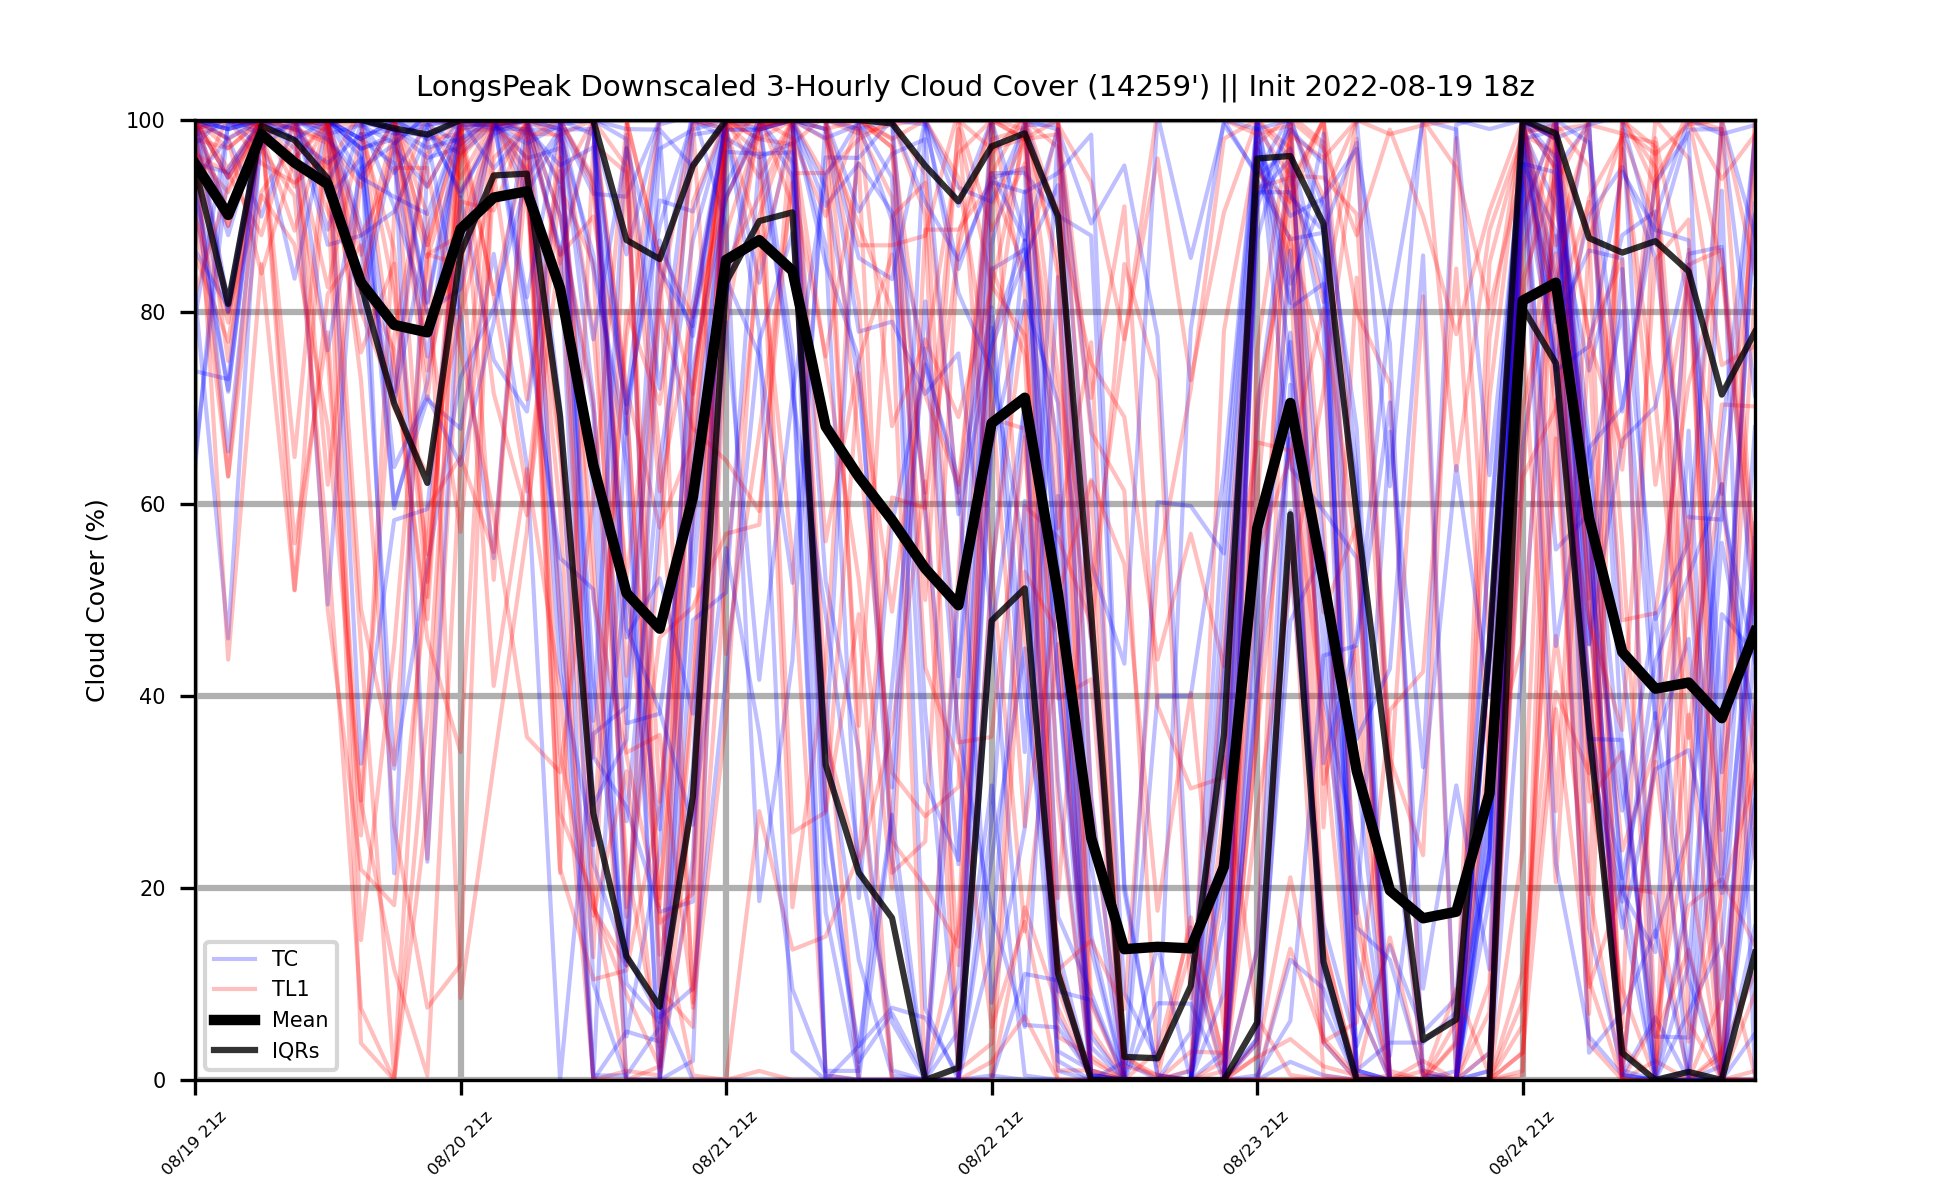 LongsPeak Downscaled 3-Hourly Cloud Cover (14259') || Init 2022-08-19 18z
Cloud Cover (%)
100
80
60
40
20
0
TC
TL1
Mean
IQRs
08/19 21z
08/20 21z
08/21 21z
08/22 21z
08/23 21z
08/24 21z